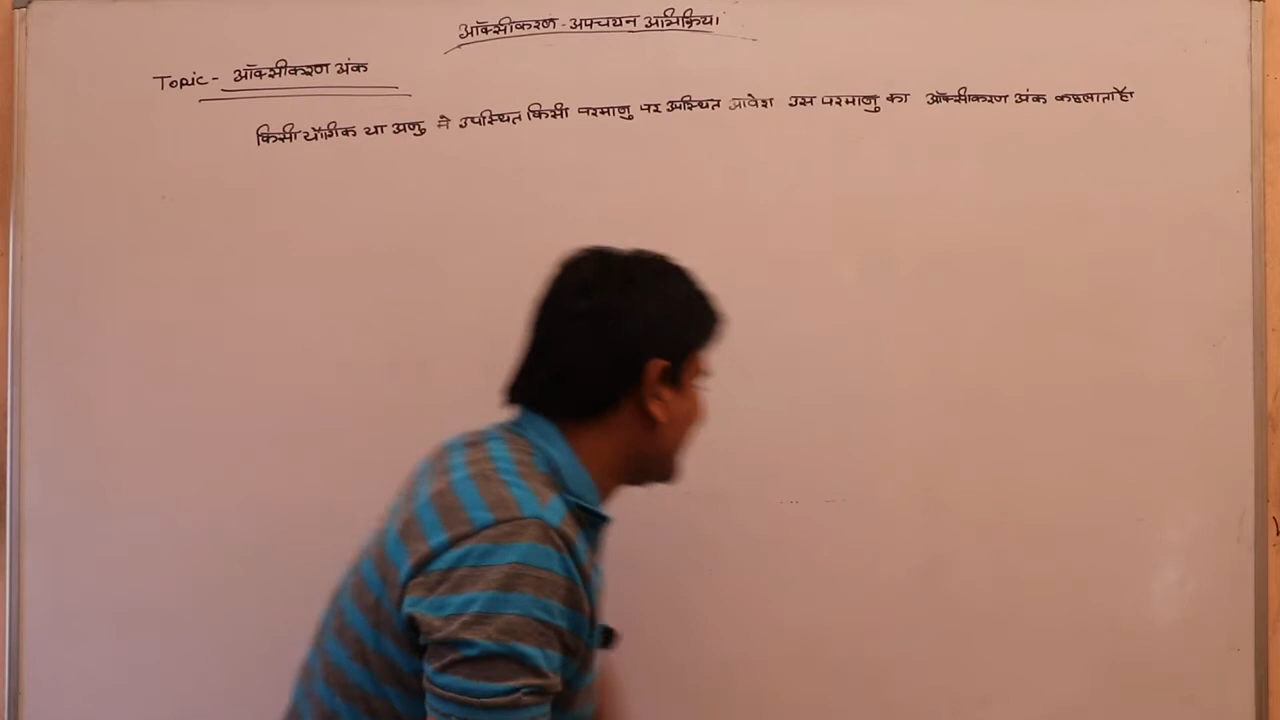 ऑक्सीकरण - अपचयन अभिक्रिया
Topic - ऑक्सीकरण अंक
किसी यौगिक या अणु मे उपस्थित किसी परमाणु पर उपस्थित आवेश उस परमाणु का ऑक्सीकरण अंक कहलाता है।